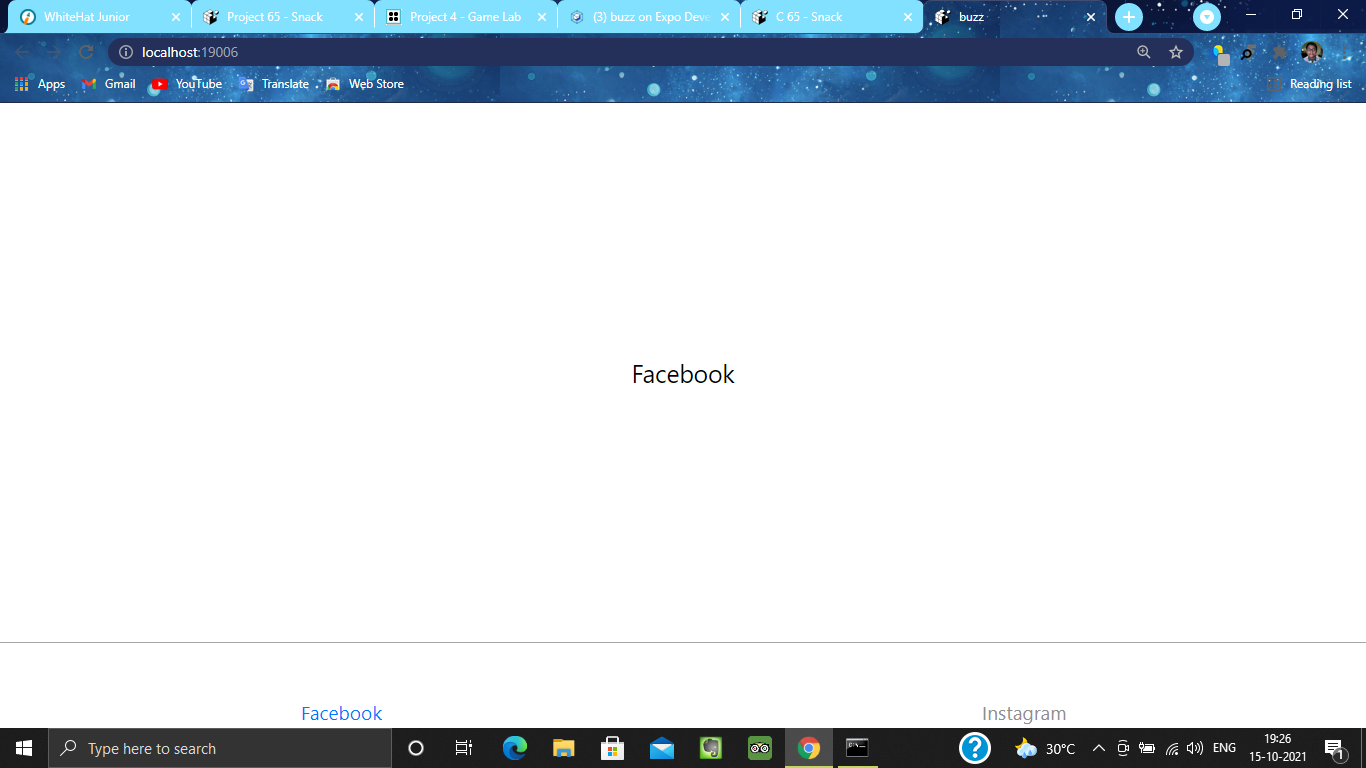 WhiteHat Junior
Project 65 - Snack
Project 4 - Game Lab
(3) buzz on Expo Deve
C 65 - Snack
buzz
localhost:19006
Apps
Gmail
YouTube
Translate
Web Store
Reading list
Facebook
Facebook
Instagram
Type here to search
30°C
ENG
19:26
15-10-2021
1